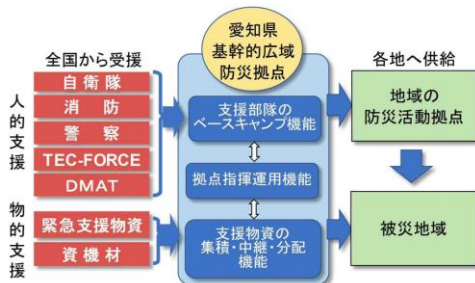 愛知県
基幹的広域
防災拠点
全国から受援
各地へ供給
人的支援
自衛隊
消防
警察
TEC-FORCE
DMAT
物的支援
緊急支援物資
資機材
支援部隊の
ベースキャンプ機能
拠点指揮運用機能
支援物資の
集積・中継・分配
機能
地域の
防災活動拠点
被災地域